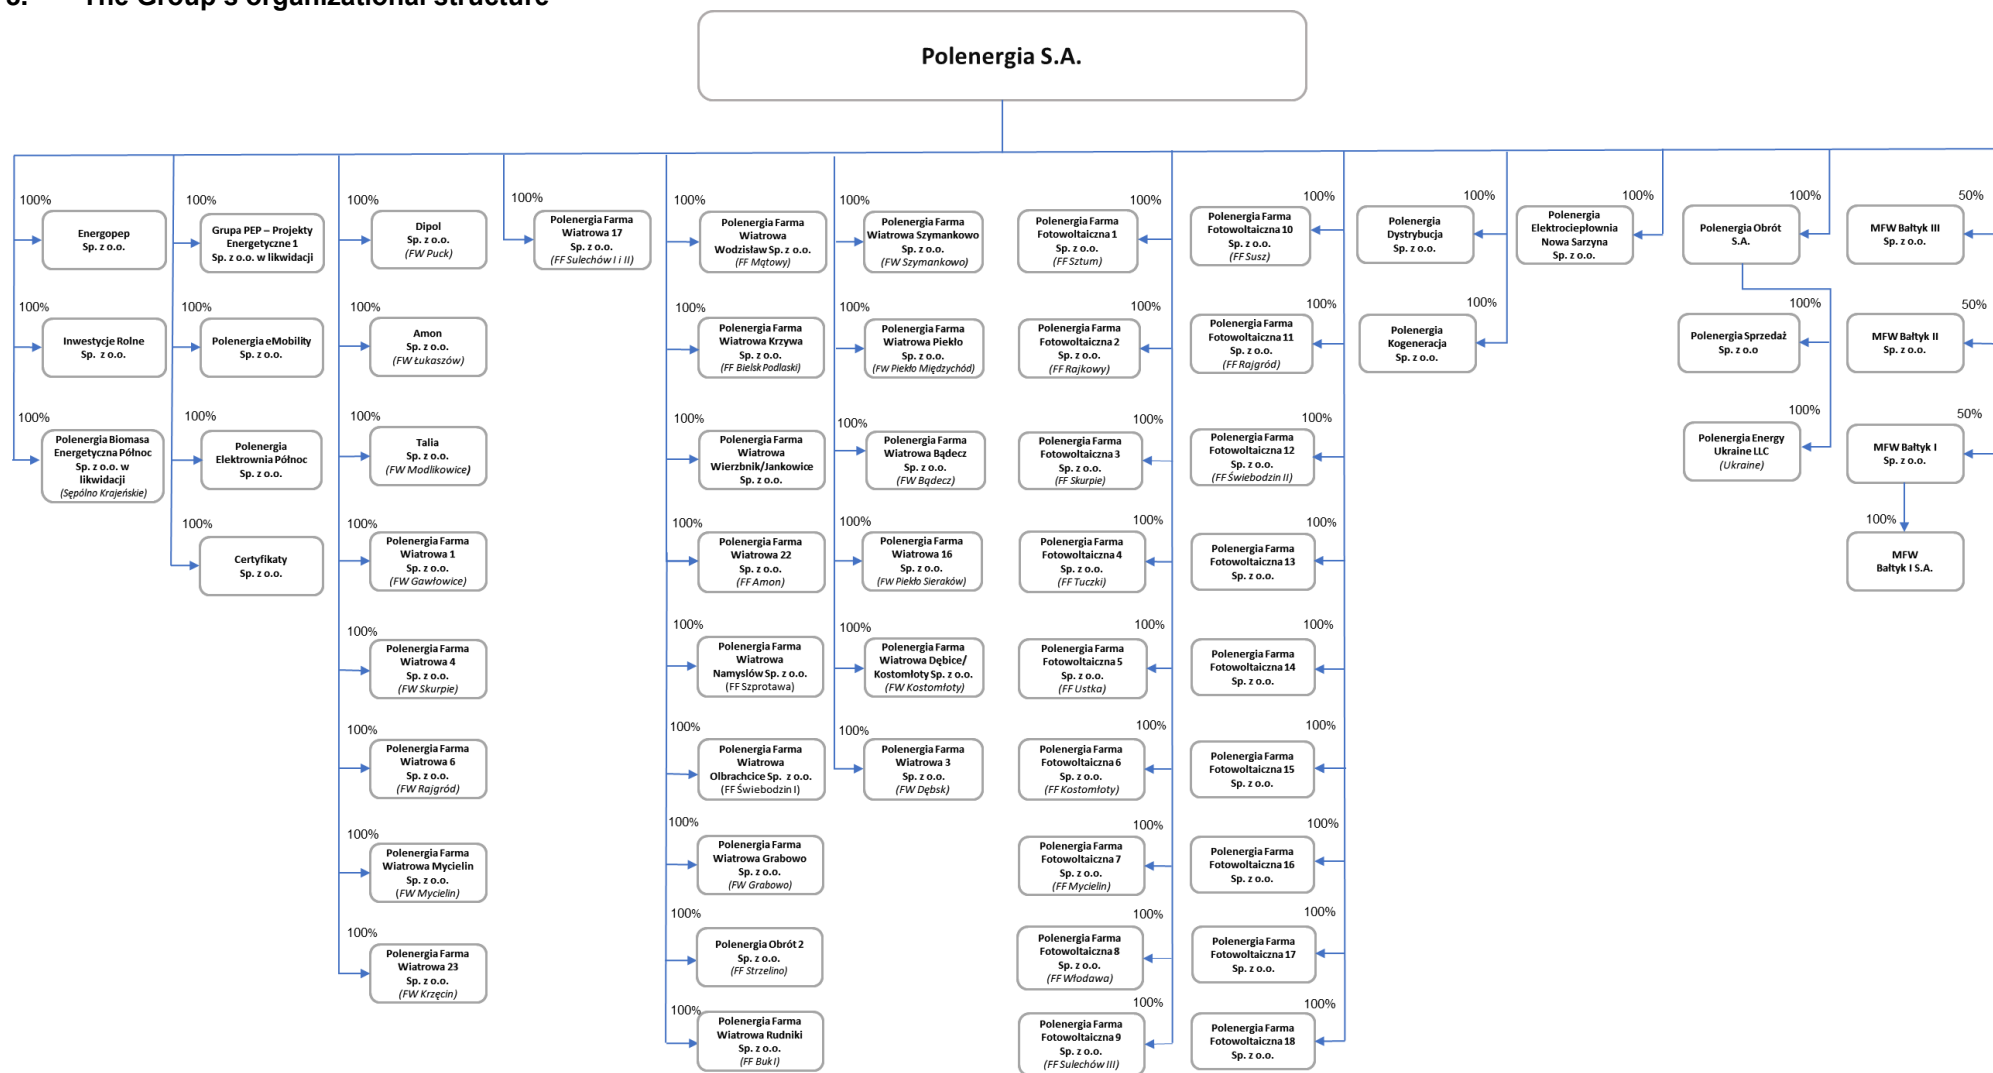 The Group's organizational structure
Polenergia S.A.
100%
Energopep
Sp. z o.o.
100%
Inwestycje Rolne
Sp. z o.o.
100%
Polenergia Biomasa
Energetyczna Północ
Sp. z o.o. w
likwidacji
(Sępólno Krajeńskie)
100%
Grupa PEP – Projekty
Energetyczne 1
Sp. z o.o. w likwidacji
100%
Polenergia eMobility
Sp. z o.o.
100%
Polenergia
Elektrownia Północ
Sp. z o.o.
100%
Certyfikaty
Sp. z o.o.
100%
Dipol
Sp. z o.o.
(FW Puck)
100%
Amon
Sp. z o.o.
(FW Łukaszów)
100%
Talia
Sp. z o.o.
(FW Modlikowice)
100%
Polenergia Farma
Wiatrowa 1
Sp. z o.o.
(FW Gawłowice)
100%
Polenergia Farma
Wiatrowa 4
Sp. z o.o.
(FW Skurpie)
100%
Polenergia Farma
Wiatrowa 6
Sp. z o.o.
(FW Rajgród)
100%
Polenergia Farma
Wiatrowa Mycielin
Sp. z o.o.
(FW Mycielin)
100%
Polenergia Farma
Wiatrowa 23
Sp. z o.o.
(FW Krzęcin)
100%
Polenergia Farma
Wiatrowa 17
Sp. z o.o.
(FF Sulechów I i II)
100%
Polenergia Farma
Wiatrowa
Wodzisław Sp. z o.o.
(FF Mątowy)
100%
Polenergia Farma
Wiatrowa Krzywa
Sp. z o.o.
(FF Bielsk Podlaski)
100%
Polenergia Farma
Wiatrowa
Wierzbnik/Jankowice
Sp. z o.o.
100%
Polenergia Farma
Wiatrowa 22
Sp. z o.o.
(FF Amon)
100%
Polenergia Farma
Wiatrowa
Namysłów Sp. z o.o.
(FF Szprotawa)
100%
Polenergia Farma
Wiatrowa
Olbrachcice Sp. z o.o.
(FF Świebodzin I)
100%
Polenergia Farma
Wiatrowa Grabowo
Sp. z o.o.
(FW Grabowo)
100%
Polenergia Obrót 2
Sp. z o.o.
(FF Strzelino)
100%
Polenergia Farma
Wiatrowa Rudniki
Sp. z o.o.
(FF Buk I)
100%
Polenergia Farma
Wiatrowa Szymankowo
Sp. z o.o.
(FW Szymankowo)
100%
Polenergia Farma
Wiatrowa Piekło
Sp. z o.o.
(FW Piekło Międzychód)
100%
Polenergia Farma
Wiatrowa Bądecz
Sp. z o.o.
(FW Bądecz)
100%
Polenergia Farma
Wiatrowa 16
Sp. z o.o.
(FW Piekło Sieraków)
100%
Polenergia Farma
Wiatrowa Dębice/
Kostomłoty Sp. z o.o.
(FW Kostomłoty)
100%
Polenergia Farma
Wiatrowa 3
Sp. z o.o.
(FW Dębsk)
100%
Polenergia Farma
Fotowoltaiczna 1
Sp. z o.o.
(FF Sztum)
100%
Polenergia Farma
Fotowoltaiczna 2
Sp. z o.o.
(FF Rajkowy)
100%
Polenergia Farma
Fotowoltaiczna 3
Sp. z o.o.
(FF Skurpie)
100%
Polenergia Farma
Fotowoltaiczna 4
Sp. z o.o.
(FF Tuczki)
100%
Polenergia Farma
Fotowoltaiczna 5
Sp. z o.o.
(FF Ustka)
100%
Polenergia Farma
Fotowoltaiczna 6
Sp. z o.o.
(FF Kostomłoty)
100%
Polenergia Farma
Fotowoltaiczna 7
Sp. z o.o.
(FF Mycielin)
100%
Polenergia Farma
Fotowoltaiczna 8
Sp. z o.o.
(FF Włodawa)
100%
Polenergia Farma
Fotowoltaiczna 9
Sp. z o.o.
(FF Sulechów III)
100%
Polenergia Farma
Fotowoltaiczna 10
Sp. z o.o.
(FF Susz)
100%
Polenergia Farma
Fotowoltaiczna 11
Sp. z o.o.
(FF Rajgród)
100%
Polenergia Farma
Fotowoltaiczna 12
Sp. z o.o.
(FF Świebodzin II)
100%
Polenergia Farma
Fotowoltaiczna 13
Sp. z o.o.
100%
Polenergia Farma
Fotowoltaiczna 14
Sp. z o.o.
100%
Polenergia Farma
Fotowoltaiczna 15
Sp. z o.o.
100%
Polenergia Farma
Fotowoltaiczna 16
Sp. z o.o.
100%
Polenergia Farma
Fotowoltaiczna 17
Sp. z o.o.
100%
Polenergia Farma
Fotowoltaiczna 18
Sp. z o.o.
100%
Polenergia
Dystrybucja
Sp. z o.o.
100%
Polenergia
Kogeneracja
Sp. z o.o.
100%
Polenergia
Elektrociepłownia
Nowa Sarzyna
Sp. z o.o.
100%
Polenergia Obrót
S.A.
100%
Polenergia Sprzedaż
Sp. z o.o
100%
Polenergia Energy
Ukraine LLC
(Ukraine)
50%
MFW Bałtyk III
Sp. z o.o.
50%
MFW Bałtyk II
Sp. z o.o.
50%
MFW Bałtyk I
Sp. z o.o.
100%
MFW
Bałtyk I S.A.